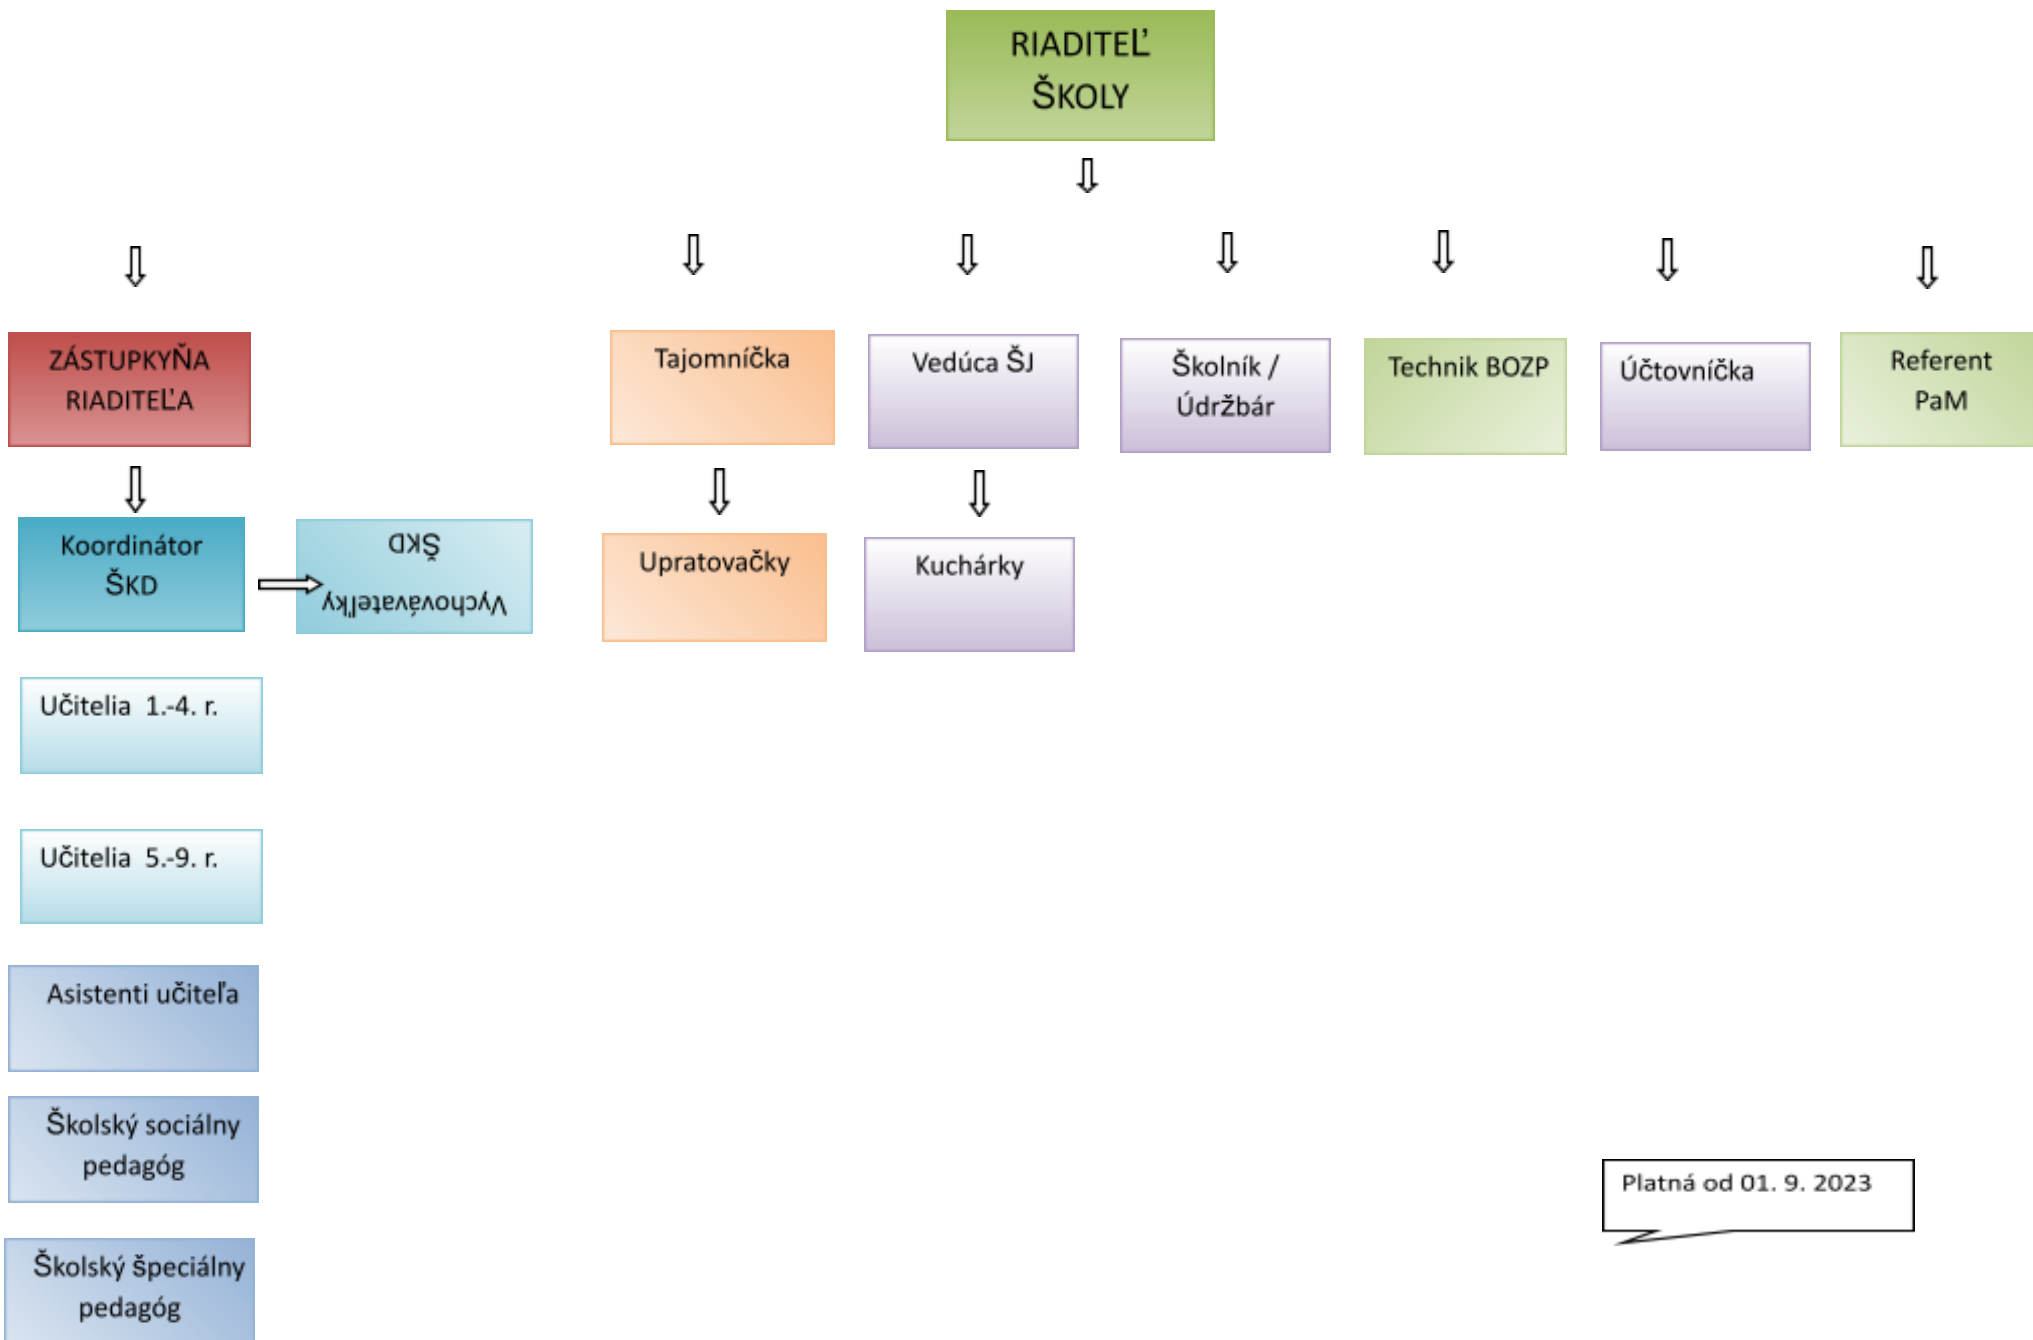 RIADITEĽ
ŠKOLY
ZÁSTUPKYŇA
RIADITEĽA
Tajomníčka
Vedúca ŠJ
Školník /
Údržbár
Technik BOZP
Účtovníčka
Referent
PaM
Koordinátor
ŠKD
Vychovávateľky
ŠKD
Upratovačky
Kuchárky
Učitelia 1.-4. r.
Učitelia 5.-9. r.
Asistenti učiteľa
Školský sociálny
pedagóg
Školský špeciálny
pedagóg
Platná od 01. 9. 2023